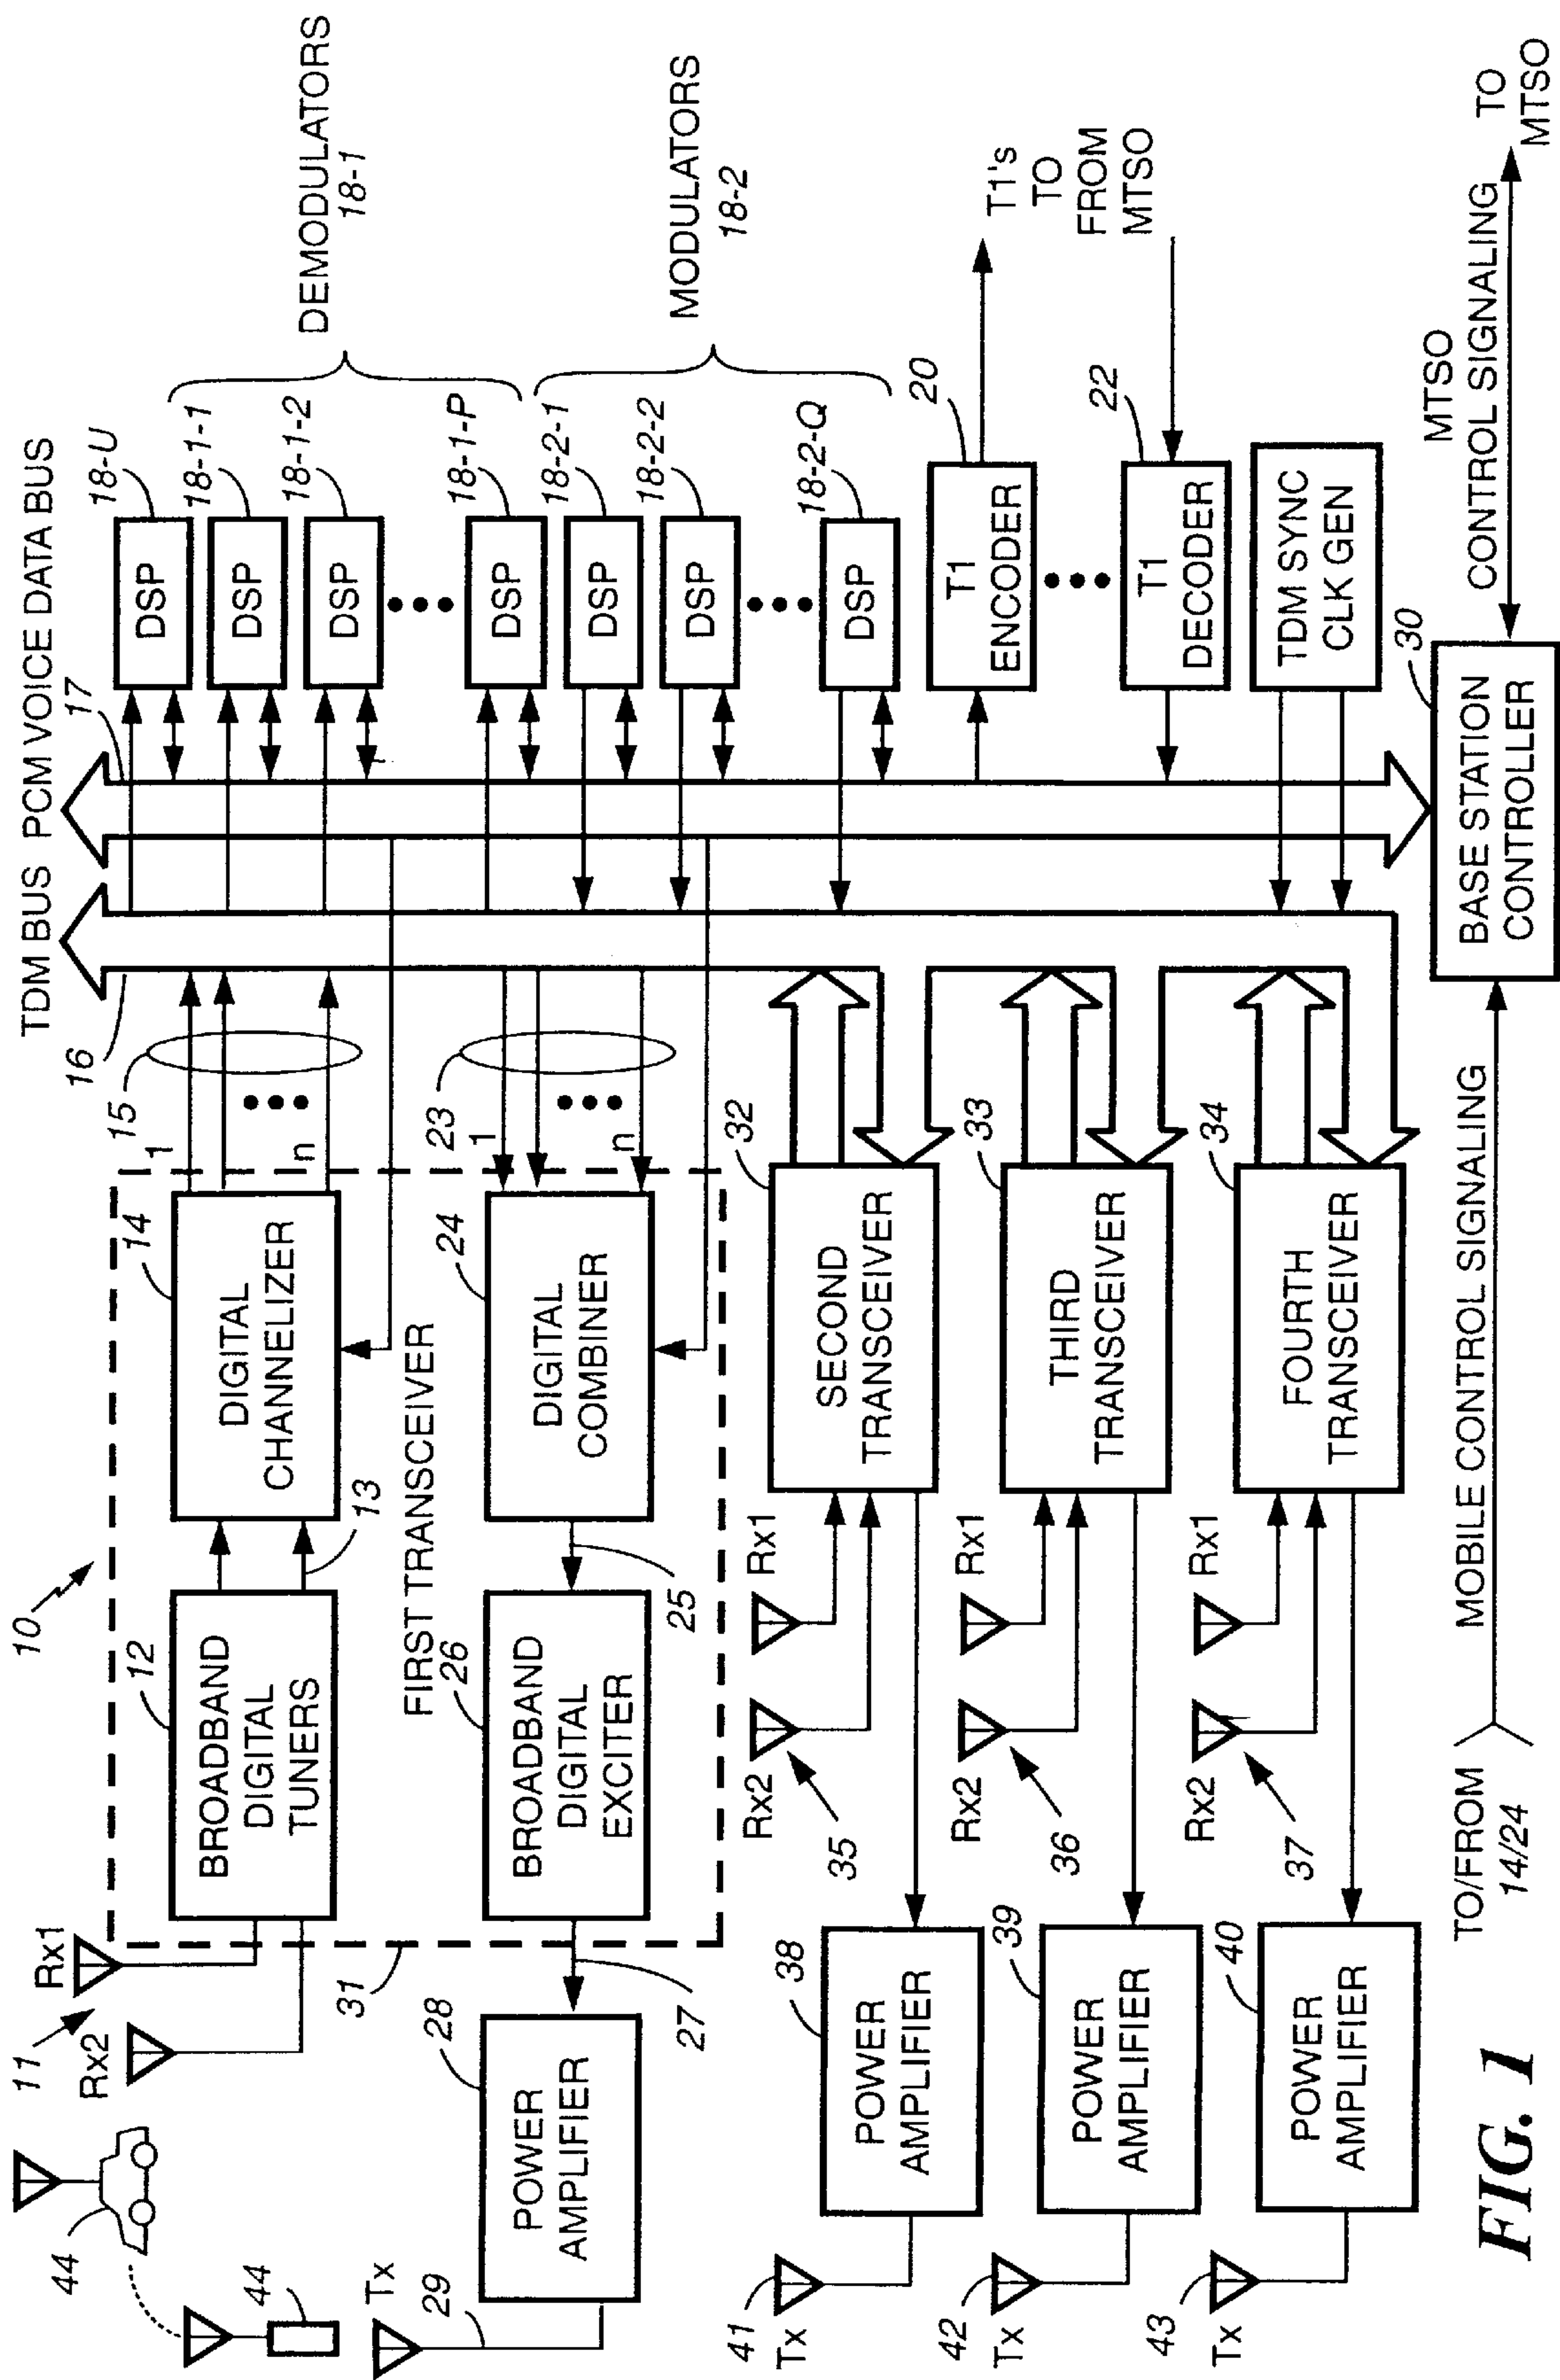 10
11
Rx1
Rx2
44
44
Tx
29
31
12
BROADBAND
DIGITAL
TUNERS
13
14
DIGITAL
CHANNELIZER
15
1
n
16
TDM BUS
PCM VOICE DATA BUS
17
FIRST TRANSCEIVER
28
POWER
AMPLIFIER
27
26
BROADBAND
DIGITAL
EXCITER
25
24
DIGITAL
COMBINER
23
1
n
18-U
DSP
18-1-1
DSP
18-1-2
DSP
18-1-P
DSP
18-2-1
DSP
18-2-2
DSP
18-2-Q
DSP
DEMODULATORS
18-1
MODULATORS
18-2
20
T1
ENCODER
22
T1
DECODER
T1's
TO
FROM
MTSO
TDM SYNC
CLK GEN
41
Tx
38
POWER
AMPLIFIER
35
Rx2
Rx1
32
SECOND
TRANSCEIVER
42
Tx
39
POWER
AMPLIFIER
36
Rx2
Rx1
33
THIRD
TRANSCEIVER
43
Tx
40
POWER
AMPLIFIER
37
Rx2
Rx1
34
FOURTH
TRANSCEIVER
TO/FROM
14/24
MOBILE CONTROL SIGNALING
30
BASE STATION
CONTROLLER
MTSO
CONTROL SIGNALING
TO
MTSO
FIG. 1